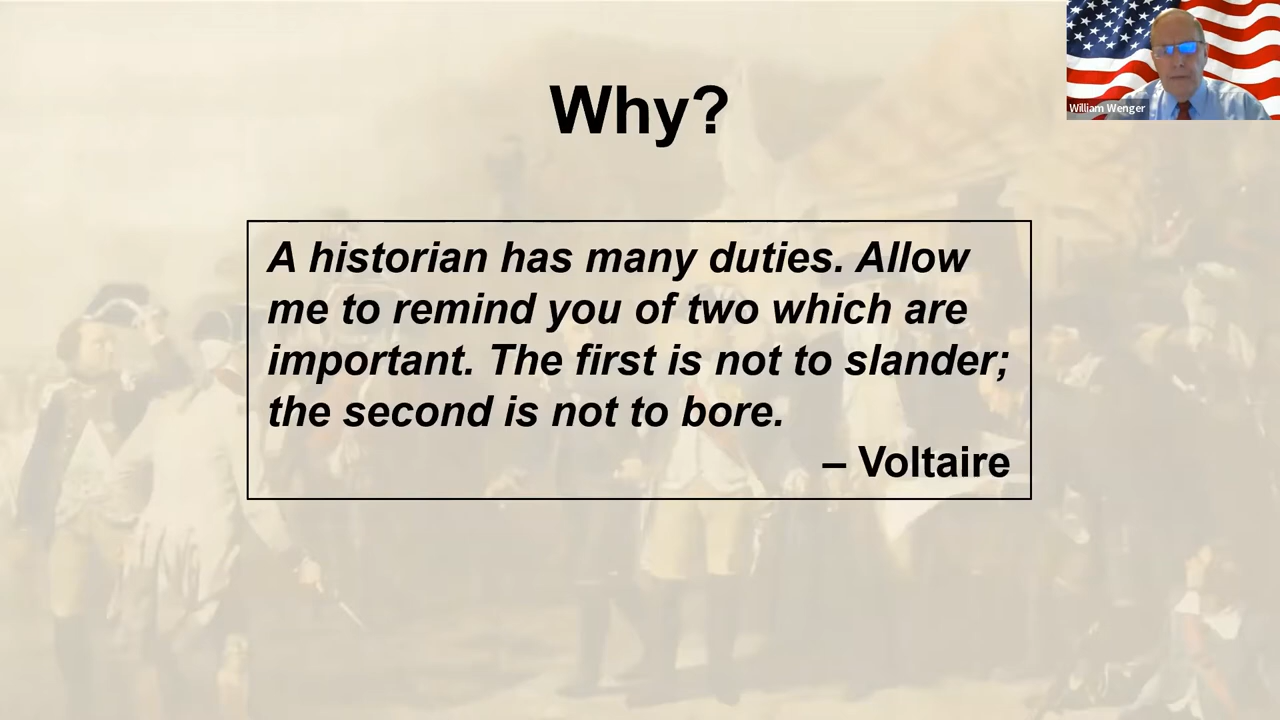 Why?
William Wenger
A historian has many duties. Allow
me to remind you of two which are
important. The first is not to slander;
the second is not to bore.
– Voltaire